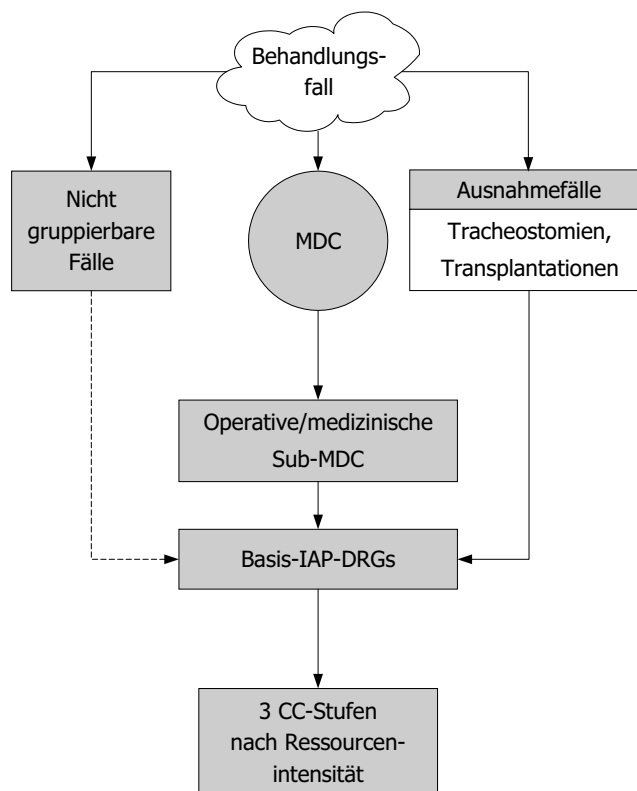 Behandlungs-
fall
Nicht
gruppierbare
Fälle
MDC
Ausnahmefälle
Tracheostomien,
Transplantationen
Operative/medizinische
Sub-MDC
Basis-IAP-DRGs
3 CC-Stufen
nach Ressourcen-
intensität